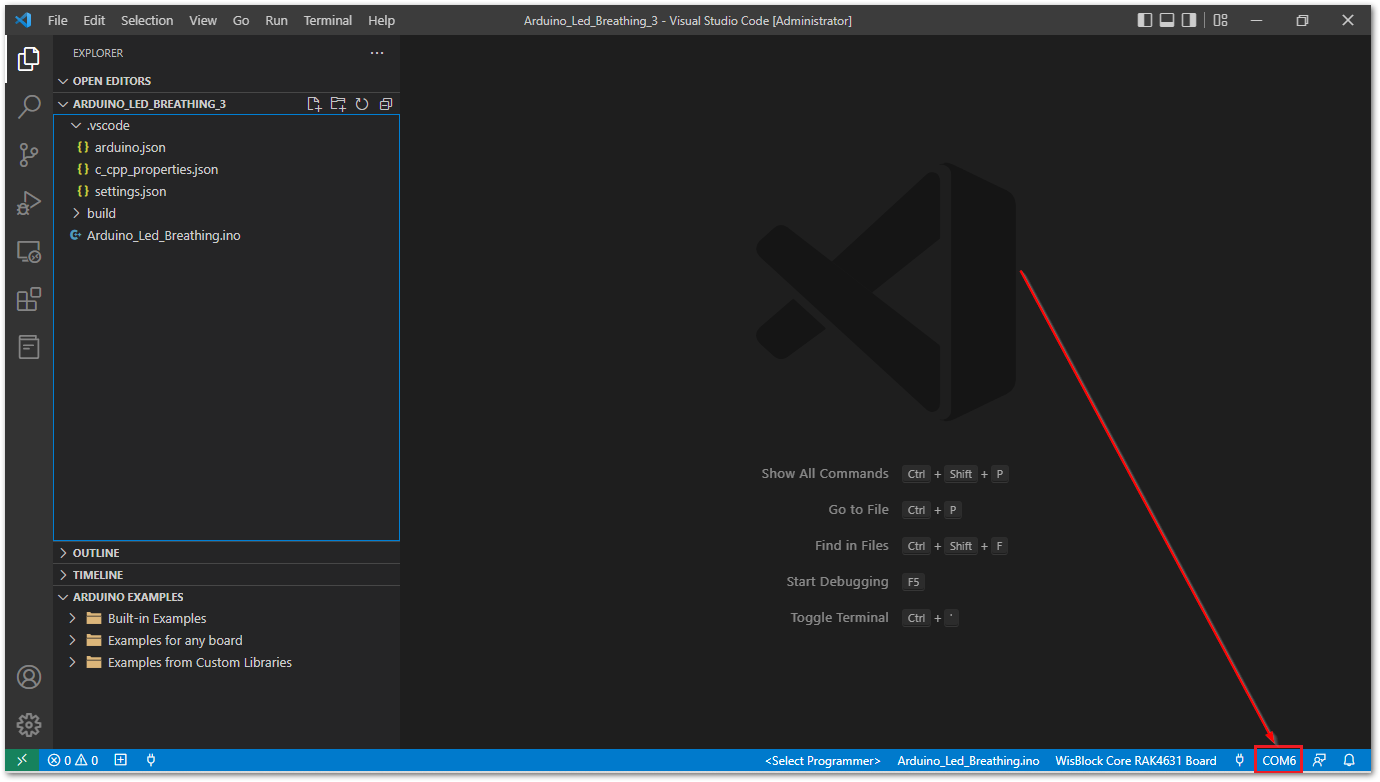 File Edit Selection View Go Run Terminal Help Arduino_Led_Breathing_3 - Visual Studio Code [Administrator]
EXPLORER
OPEN EDITORS
ARDUINO_LED_BREATHING_3
.vscode
{} arduino.json
{} c_cpp_properties.json
{} settings.json
build
Arduino_Led_Breathing.ino
OUTLINE
TIMELINE
ARDUINO EXAMPLES
Built-in Examples
Examples for any board
Examples from Custom Libraries
Show All Commands Ctrl + Shift + P
Go to File Ctrl + P
Find in Files Ctrl + Shift + F
Start Debugging F5
Toggle Terminal Ctrl + `
0 0 <Select Programmer> Arduino_Led_Breathing.ino WisBlock Core RAK4631 Board COM6